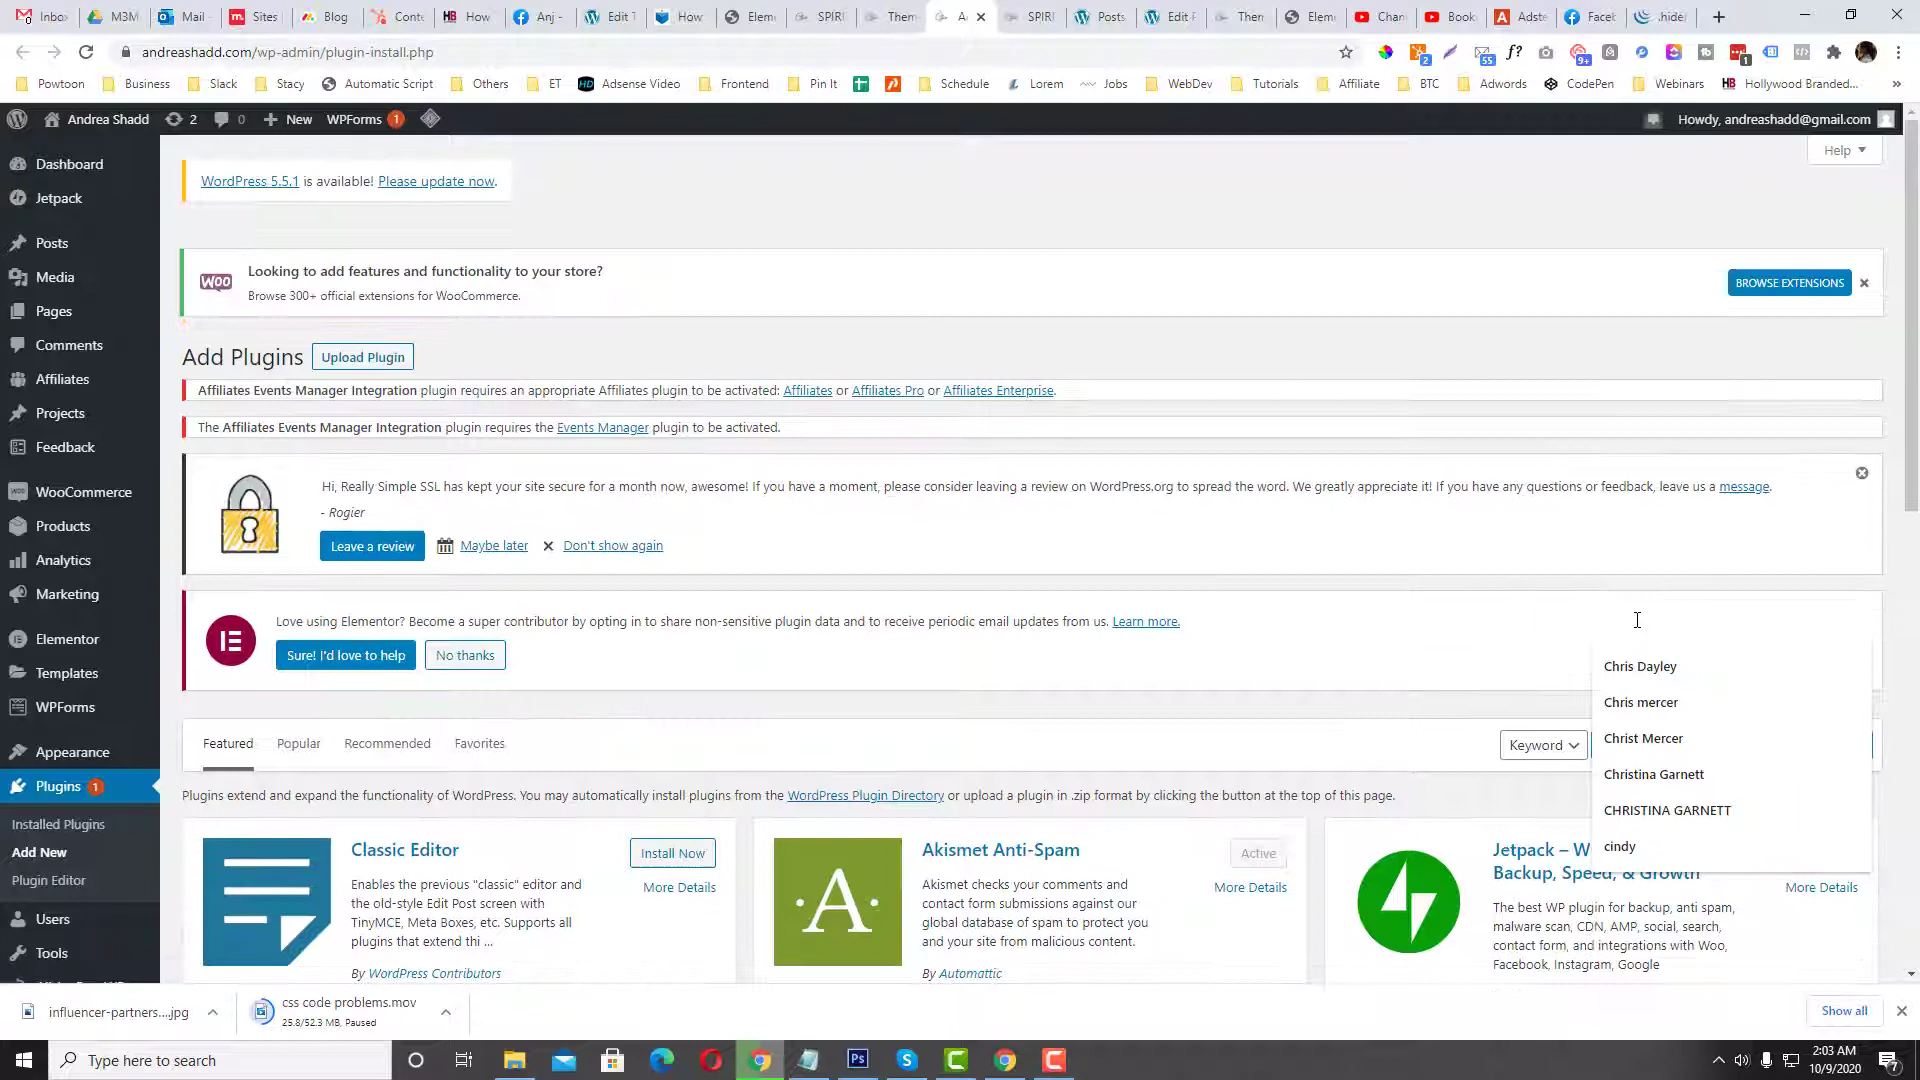 Inbo
M3M
Mail -
Sites
Blog
Conta
How
Anj -
Edit T
How
Elem
SPIRI
Them
A
SPIRI
Posts
Edit P
Them
Elem
Chan
Book
Adste
Faceb
.hide
andreashadd.com/wp-admin/plugin-install.php
2
55
f?
9+
1
Powtoon
Business
Slack
Stacy
Automatic Script
Others
ET
Adsense Video
Frontend
Pin It
Schedule
Lorem
Jobs
WebDev
Tutorials
Affiliate
BTC
Adwords
CodePen
Webinars
Hollywood Branded...
»
Andrea Shadd
2
0
New
WPForms 1
Howdy, andreashadd@gmail.com
Help
Dashboard
Jetpack
Posts
Media
Pages
Comments
Affiliates
Projects
Feedback
WooCommerce
Products
Analytics
Marketing
Elementor
Templates
WPForms
Appearance
Plugins 1
Installed Plugins
Add New
Plugin Editor
Users
Tools
WordPress 5.5.1 is available! Please update now.
WOO
Looking to add features and functionality to your store?
Browse 300+ official extensions for WooCommerce.
BROWSE EXTENSIONS
Add Plugins
Upload Plugin
Affiliates Events Manager Integration plugin requires an appropriate Affiliates plugin to be activated: Affiliates or Affiliates Pro or Affiliates Enterprise.
The Affiliates Events Manager Integration plugin requires the Events Manager plugin to be activated.
Hi, Really Simple SSL has kept your site secure for a month now, awesome! If you have a moment, please consider leaving a review on WordPress.org to spread the word. We greatly appreciate it! If you have any questions or feedback, leave us a message.
- Rogier
Leave a review
Maybe later
Don't show again
Love using Elementor? Become a super contributor by opting in to share non-sensitive plugin data and to receive periodic email updates from us. Learn more.
Sure! I'd love to help
No thanks
Chris Dayley
Chris mercer
Christ Mercer
Christina Garnett
CHRISTINA GARNETT
cindy
Featured
Popular
Recommended
Favorites
Keyword
Plugins extend and expand the functionality of WordPress. You may automatically install plugins from the WordPress Plugin Directory or upload a plugin in .zip format by clicking the button at the top of this page.
Classic Editor
Install Now
More Details
Enables the previous "classic" editor and
the old-style Edit Post screen with
TinyMCE, Meta Boxes, etc. Supports all
plugins that extend thi ...
By WordPress Contributors
Akismet Anti-Spam
Active
More Details
Akismet checks your comments and
contact form submissions against our
global database of spam to protect you
and your site from malicious content.
By Automattic
Jetpack – W
Backup, Speed, & Growth
More Details
The best WP plugin for backup, anti spam,
malware scan, CDN, AMP, social, search,
contact form, and integrations with Woo,
Facebook, Instagram, Google
influencer-partners....jpg
css code problems.mov
25.8/52.3 MB, Paused
Show all
Type here to search
2:03 AM
10/9/2020
7